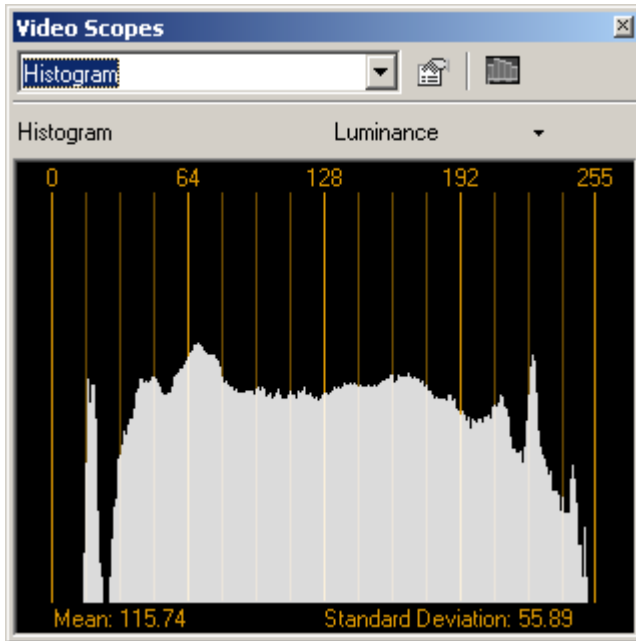 Video Scopes
Histogram
Histogram Luminance
0 64 128 192 255
Mean: 115.74 Standard Deviation: 55.89